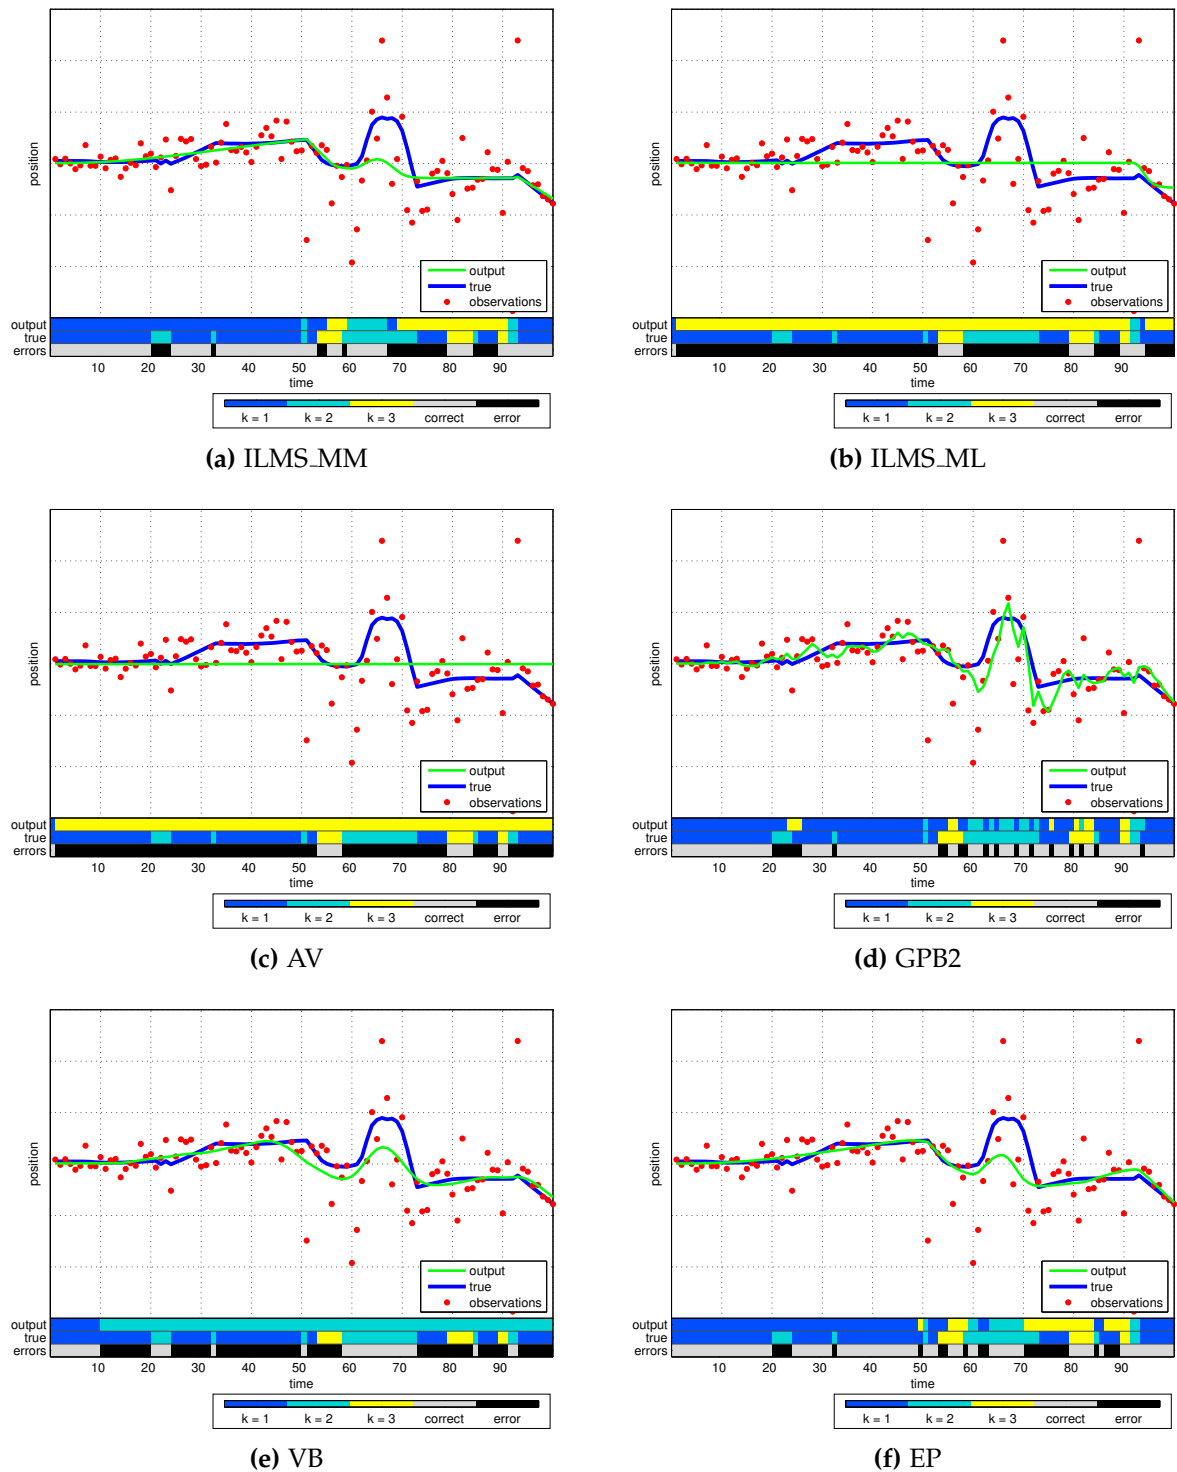 position
output
true
observations
output
true
errors
10 20 30 40 50 60 70 80 90
time
k = 1 k = 2 k = 3 correct error
(a) ILMS_MM
position
output
true
observations
output
true
errors
10 20 30 40 50 60 70 80 90
time
k = 1 k = 2 k = 3 correct error
(b) ILMS_ML
position
output
true
observations
output
true
errors
10 20 30 40 50 60 70 80 90
time
k = 1 k = 2 k = 3 correct error
(c) AV
position
output
true
observations
output
true
errors
10 20 30 40 50 60 70 80 90
time
k = 1 k = 2 k = 3 correct error
(d) GPB2
position
output
true
observations
output
true
errors
10 20 30 40 50 60 70 80 90
time
k = 1 k = 2 k = 3 correct error
(e) VB
position
output
true
observations
output
true
errors
10 20 30 40 50 60 70 80 90
time
k = 1 k = 2 k = 3 correct error
(f) EP